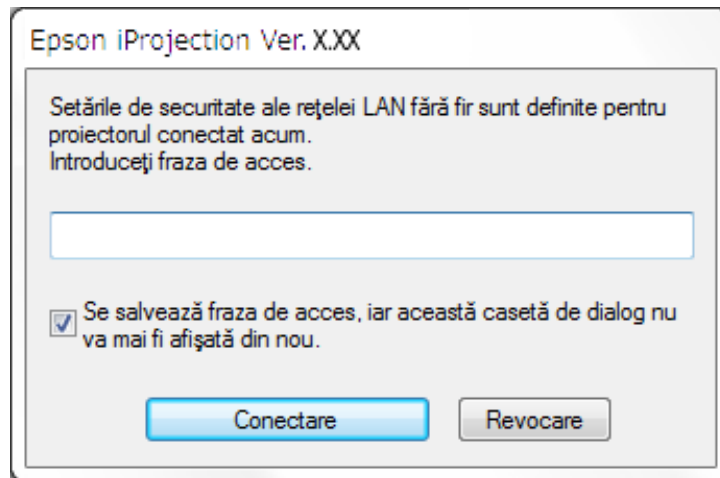 Epson iProjection Ver. X.XX
Setările de securitate ale reţelei LAN fără fir sunt definite pentru
proiectorul conectat acum.
Introduceţi fraza de acces.
Se salvează fraza de acces, iar această casetă de dialog nu
va mai fi afişată din nou.
Conectare
Revocare